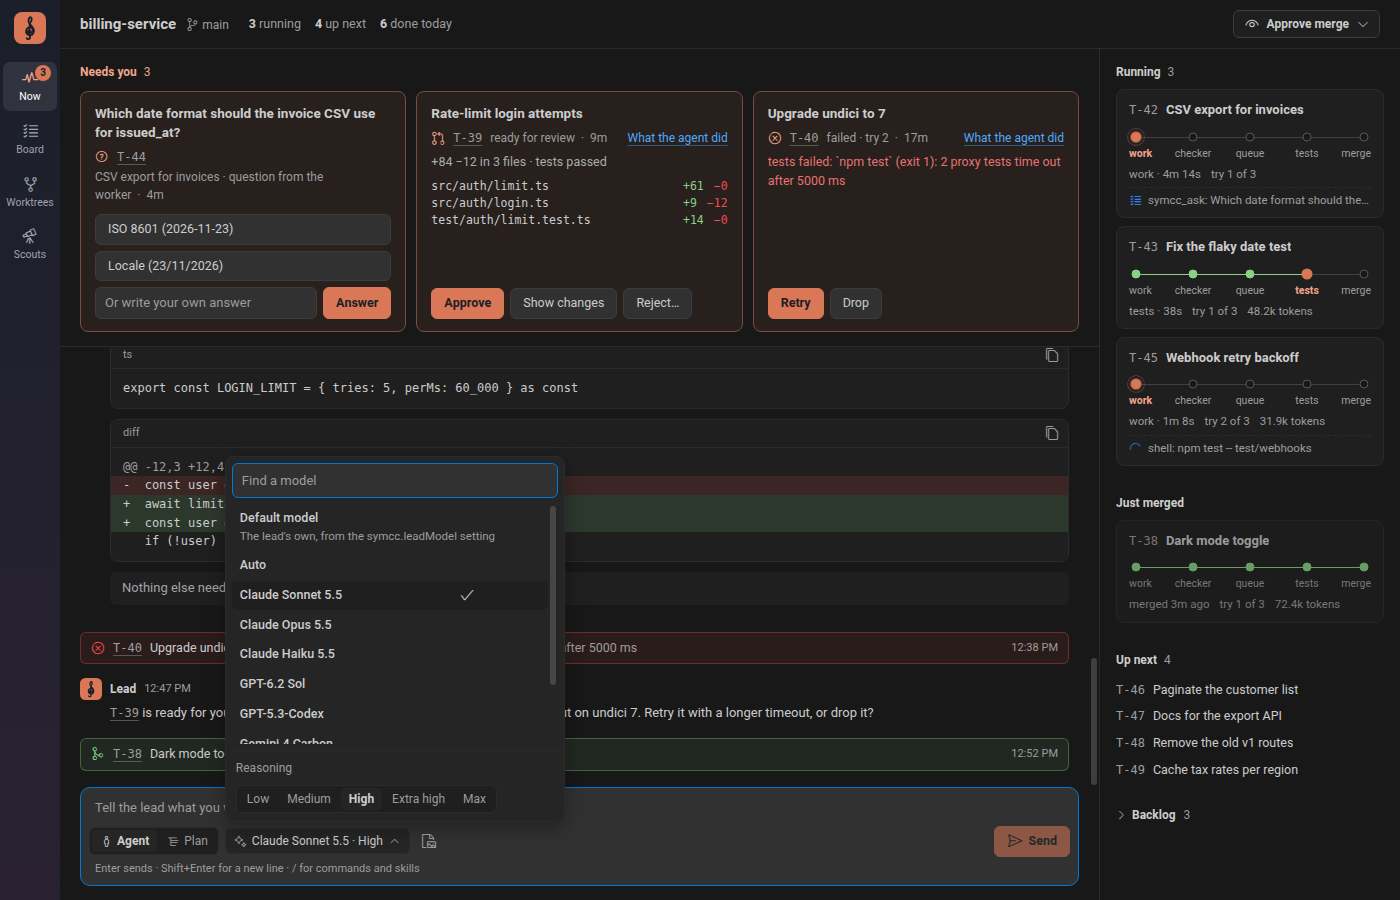 billing-service main 3 running 4 up next 6 done today
Approve merge
3
Now
Board
Worktrees
Scouts
Needs you 3
Which date format should the invoice CSV use
for issued_at?
T-44
CSV export for invoices · question from the
worker · 4m
ISO 8601 (2026-11-23)
Locale (23/11/2026)
Or write your own answer
Answer
Rate-limit login attempts
T-39 ready for review · 9m What the agent did
+84 −12 in 3 files · tests passed
src/auth/limit.ts +61 −0
src/auth/login.ts +9 −12
test/auth/limit.test.ts +14 −0
Approve Show changes Reject…
Upgrade undici to 7
T-40 failed · try 2 · 17m What the agent did
tests failed: `npm test` (exit 1): 2 proxy tests time out
after 5000 ms
Retry Drop
ts
export const LOGIN_LIMIT = { tries: 5, perMs: 60_000 } as const
diff
@@ -12,3 +12,4
- const user
+ await limit
+ const user
if (!user)
Nothing else need
T-40 Upgrade undici after 5000 ms 12:38 PM
Lead 12:47 PM
T-39 is ready for you t on undici 7. Retry it with a longer timeout, or drop it?
T-38 Dark mode to 12:52 PM
Find a model
Default model
The lead's own, from the symcc.leadModel setting
Auto
Claude Sonnet 5.5
Claude Opus 5.5
Claude Haiku 5.5
GPT-6.2 Sol
GPT-5.3-Codex
Gemini 4 Carbon
Reasoning
Low Medium High Extra high Max
Tell the lead what you
Agent Plan Claude Sonnet 5.5 · High
Send
Enter sends · Shift+Enter for a new line · / for commands and skills
Running 3
T-42 CSV export for invoices
work checker queue tests merge
work · 4m 14s try 1 of 3
symcc_ask: Which date format should the…
T-43 Fix the flaky date test
work checker queue tests merge
tests · 38s try 1 of 3 48.2k tokens
T-45 Webhook retry backoff
work checker queue tests merge
work · 1m 8s try 2 of 3 31.9k tokens
shell: npm test -- test/webhooks
Just merged
T-38 Dark mode toggle
work checker queue tests merge
merged 3m ago try 1 of 3 72.4k tokens
Up next 4
T-46 Paginate the customer list
T-47 Docs for the export API
T-48 Remove the old v1 routes
T-49 Cache tax rates per region
Backlog 3